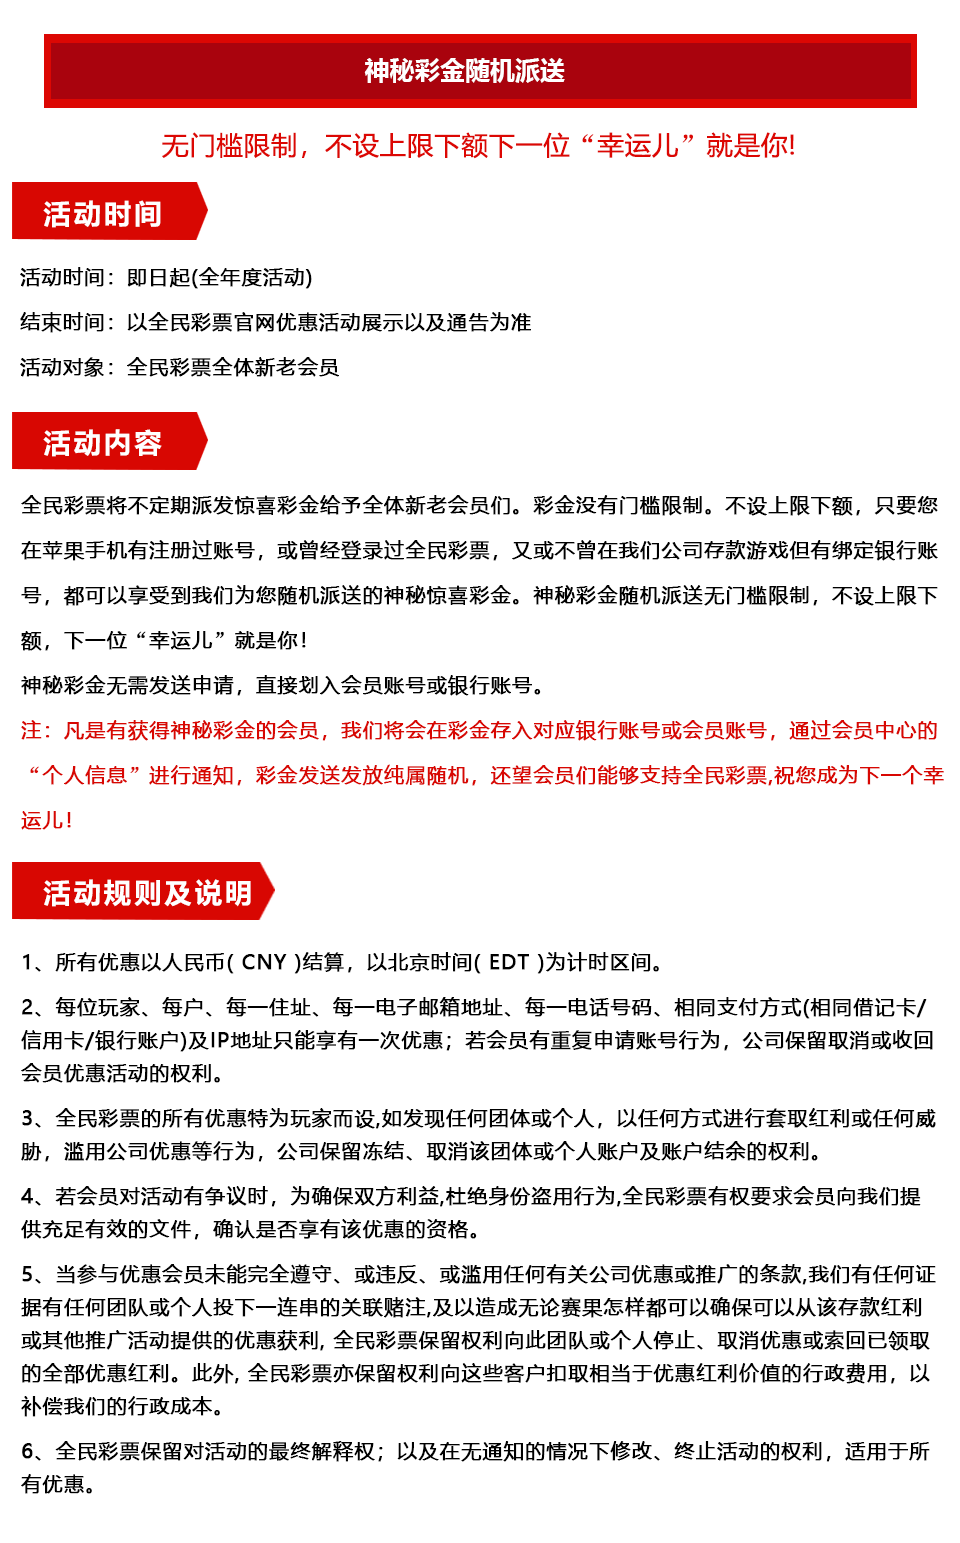 神秘彩金随机派送
无门槛限制，不设上限下额下一位“幸运儿”就是你!
活动时间
活动时间：即日起(全年度活动)
结束时间：以全民彩票官网优惠活动展示以及通告为准
活动对象：全民彩票全体新老会员
活动内容
全民彩票将不定期派发惊喜彩金给予全体新老会员们。彩金没有门槛限制。不设上限下额，只要您
在苹果手机有注册过账号，或曾经登录过全民彩票，又或不曾在我们公司存款游戏但有绑定银行账
号，都可以享受到我们为您随机派送的神秘惊喜彩金。神秘彩金随机派送无门槛限制，不设上限下
额，下一位“幸运儿”就是你！
神秘彩金无需发送申请，直接划入会员账号或银行账号。
注：凡是有获得神秘彩金的会员，我们将会在彩金存入对应银行账号或会员账号，通过会员中心的
“个人信息”进行通知，彩金发送发放纯属随机，还望会员们能够支持全民彩票,祝您成为下一个幸
运儿！
活动规则及说明
1、所有优惠以人民币( CNY )结算，以北京时间( EDT )为计时区间。
2、每位玩家、每户、每一住址、每一电子邮箱地址、每一电话号码、相同支付方式(相同借记卡/
信用卡/银行账户)及IP地址只能享有一次优惠；若会员有重复申请账号行为，公司保留取消或收回
会员优惠活动的权利。
3、全民彩票的所有优惠特为玩家而设,如发现任何团体或个人，以任何方式进行套取红利或任何威
胁，滥用公司优惠等行为，公司保留冻结、取消该团体或个人账户及账户结余的权利。
4、若会员对活动有争议时，为确保双方利益,杜绝身份盗用行为,全民彩票有权要求会员向我们提
供充足有效的文件，确认是否享有该优惠的资格。
5、当参与优惠会员未能完全遵守、或违反、或滥用任何有关公司优惠或推广的条款,我们有任何证
据有任何团队或个人投下一连串的关联赌注,及以造成无论赛果怎样都可以确保可以从该存款红利
或其他推广活动提供的优惠获利, 全民彩票保留权利向此团队或个人停止、取消优惠或索回已领取
的全部优惠红利。此外, 全民彩票亦保留权利向这些客户扣取相当于优惠红利价值的行政费用，以
补偿我们的行政成本。
6、全民彩票保留对活动的最终解释权；以及在无通知的情况下修改、终止活动的权利，适用于所
有优惠。